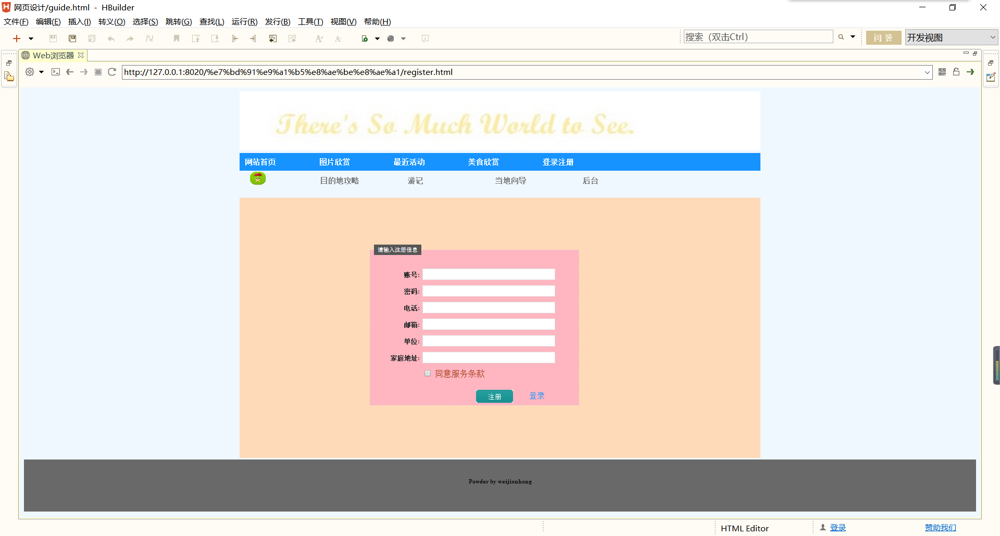 网页设计/guide.html - HBuilder
文件(F) 编辑(E) 插入(I) 转义(O) 选择(S) 跳转(G) 查找(L) 运行(R) 发行(B) 工具(T) 视图(V) 帮助(H)
搜索（双击Ctrl） 问 答 开发视图
Web浏览器
http://127.0.0.1:8020/%e7%bd%91%e9%a1%b5%e8%ae%be%e8%ae%a1/register.html
There's So Much World to See.
网站首页 图片欣赏 最近活动 美食欣赏 登录注册
目的地攻略 游记 当地向导 后台
请输入注册信息
账号:
密码:
电话:
邮箱:
单位:
家庭地址:
同意服务条款
注册 登录
Powder by weijianhong
HTML Editor 登录 赞助我们